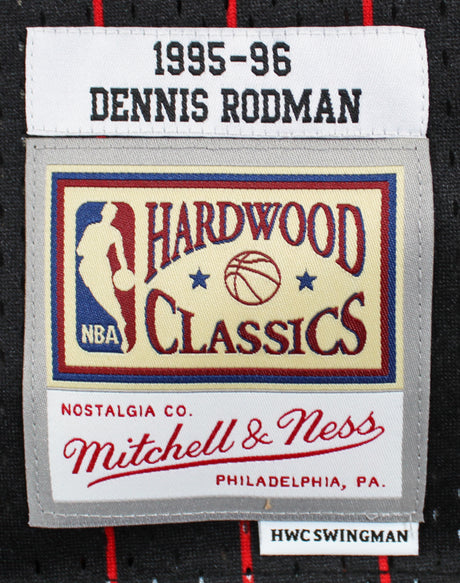 1995-96
DENNIS RODMAN
HARDWOOD
CLASSICS
NBA
NOSTALGIA CO.
Mitchell & Ness
PHILADELPHIA, PA.
HWC SWINGMAN